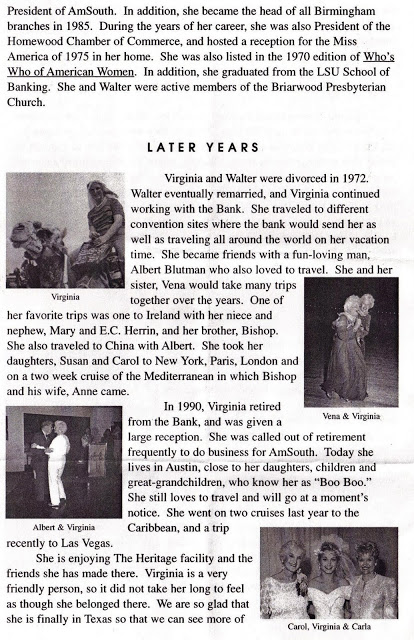 President of AmSouth. In addition, she became the head of all Birmingham
branches in 1985. During the years of her career, she was also President of the
Homewood Chamber of Commerce, and hosted a reception for the Miss
America of 1975 in her home. She was also listed in the 1970 edition of Who's
Who of American Women. In addition, she graduated from the LSU School of
Banking. She and Walter were active members of the Briarwood Presbyterian
Church.
LATER YEARS
Virginia and Walter were divorced in 1972.
Walter eventually remarried, and Virginia continued
working with the Bank. She traveled to different
convention sites where the bank would send her as
well as traveling all around the world on her vacation
time. She became friends with a fun-loving man,
Albert Blutman who also loved to travel. She and her
sister, Vena would take many trips
together over the years. One of
her favorite trips was one to Ireland with her niece and
nephew, Mary and E.C. Herrin, and her brother, Bishop.
She also traveled to China with Albert. She took her
daughters, Susan and Carol to New York, Paris, London and
on a two week cruise of the Mediterranean in which Bishop
and his wife, Anne came.
Virginia
Vena & Virginia
In 1990, Virginia retired
from the Bank, and was given a
large reception. She was called out of retirement
frequently to do business for AmSouth. Today she
lives in Austin, close to her daughters, children and
great-grandchildren, who know her as “Boo Boo.”
She still loves to travel and will go at a moment's
notice. She went on two cruises last year to the
Caribbean, and a trip
recently to Las Vegas.
Albert & Virginia
She is enjoying The Heritage facility and the
friends she has made there. Virginia is a very
friendly person, so it did not take her long to feel
as though she belonged there. We are so glad that
she is finally in Texas so that we can see more of
Carol, Virginia & Carla